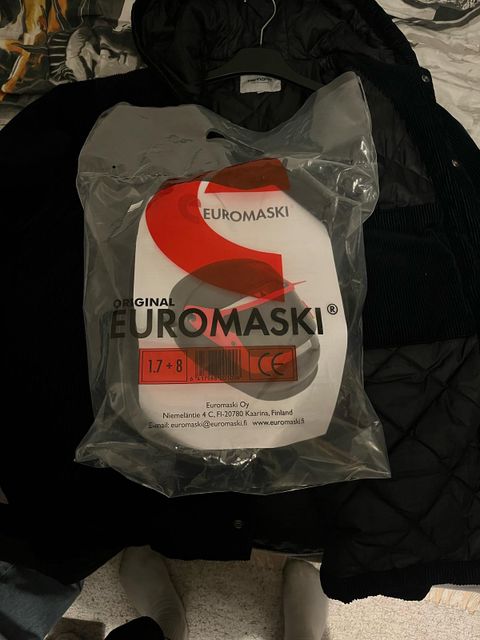 EUROMASKI
ORIGINAL
EUROMASKI®
1.7 + 8
CE
Euromaski Oy
Niemeläntie 4 C, FI-20780 Kaarina, Finland
E-mail: euromaski@euromaski.fi www.euromaski.fi